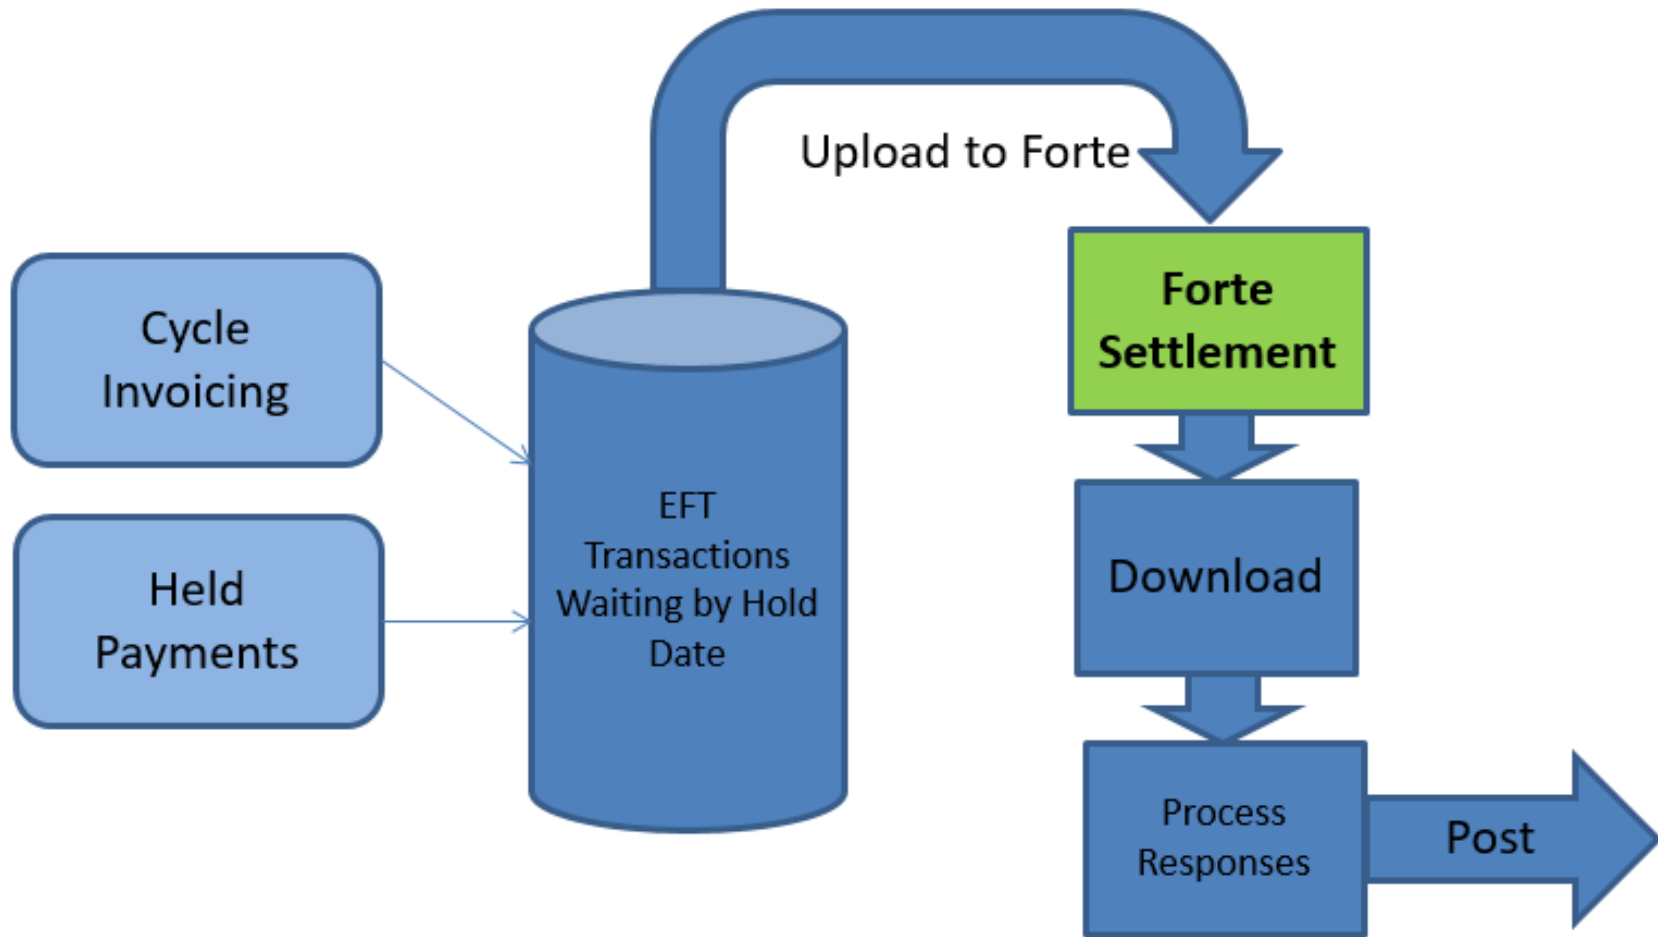 Upload to Forte
Cycle
Invoicing
Held
Payments
EFT
Transactions
Waiting by Hold
Date
Forte
Settlement
Download
Process
Responses
Post